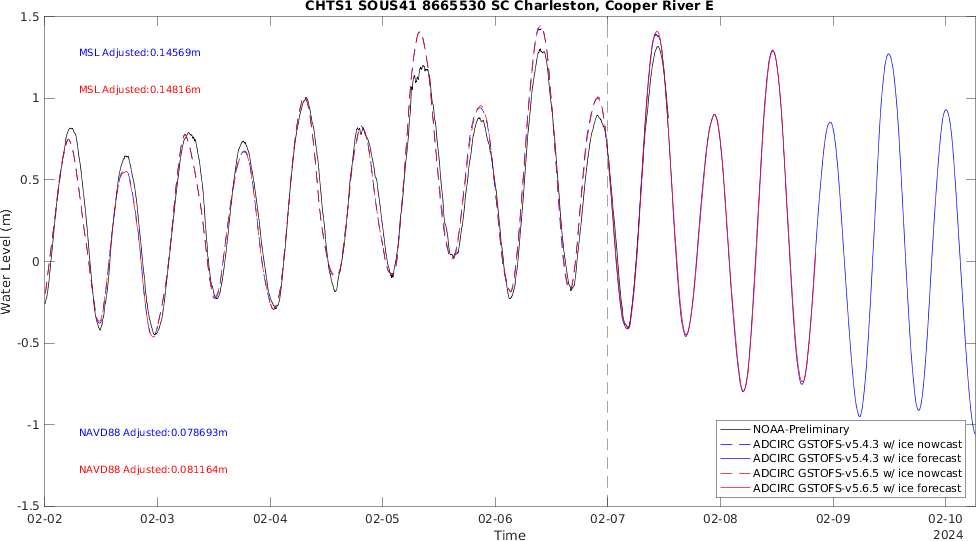 CHTS1 SOUS41 8665530 SC Charleston, Cooper River E
MSL Adjusted:0.14569m
MSL Adjusted:0.14816m
NAVD88 Adjusted:0.078693m
NAVD88 Adjusted:0.081164m
Water Level (m)
1.5
1
0.5
0
-0.5
-1
-1.5
NOAA-Preliminary
ADCIRC GSTOFS-v5.4.3 w/ ice nowcast
ADCIRC GSTOFS-v5.4.3 w/ ice forecast
ADCIRC GSTOFS-v5.6.5 w/ ice nowcast
ADCIRC GSTOFS-v5.6.5 w/ ice forecast
02-02 02-03 02-04 02-05 02-06 02-07 02-08 02-09 02-10
2024
Time